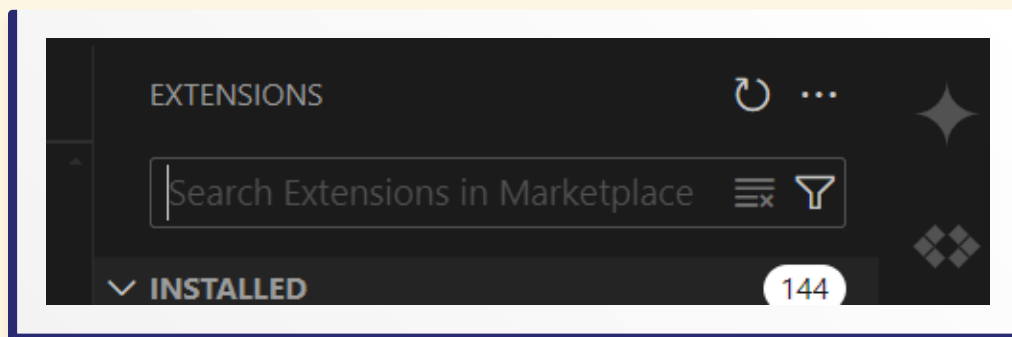 EXTENSIONS
Search Extensions in Marketplace
INSTALLED 144